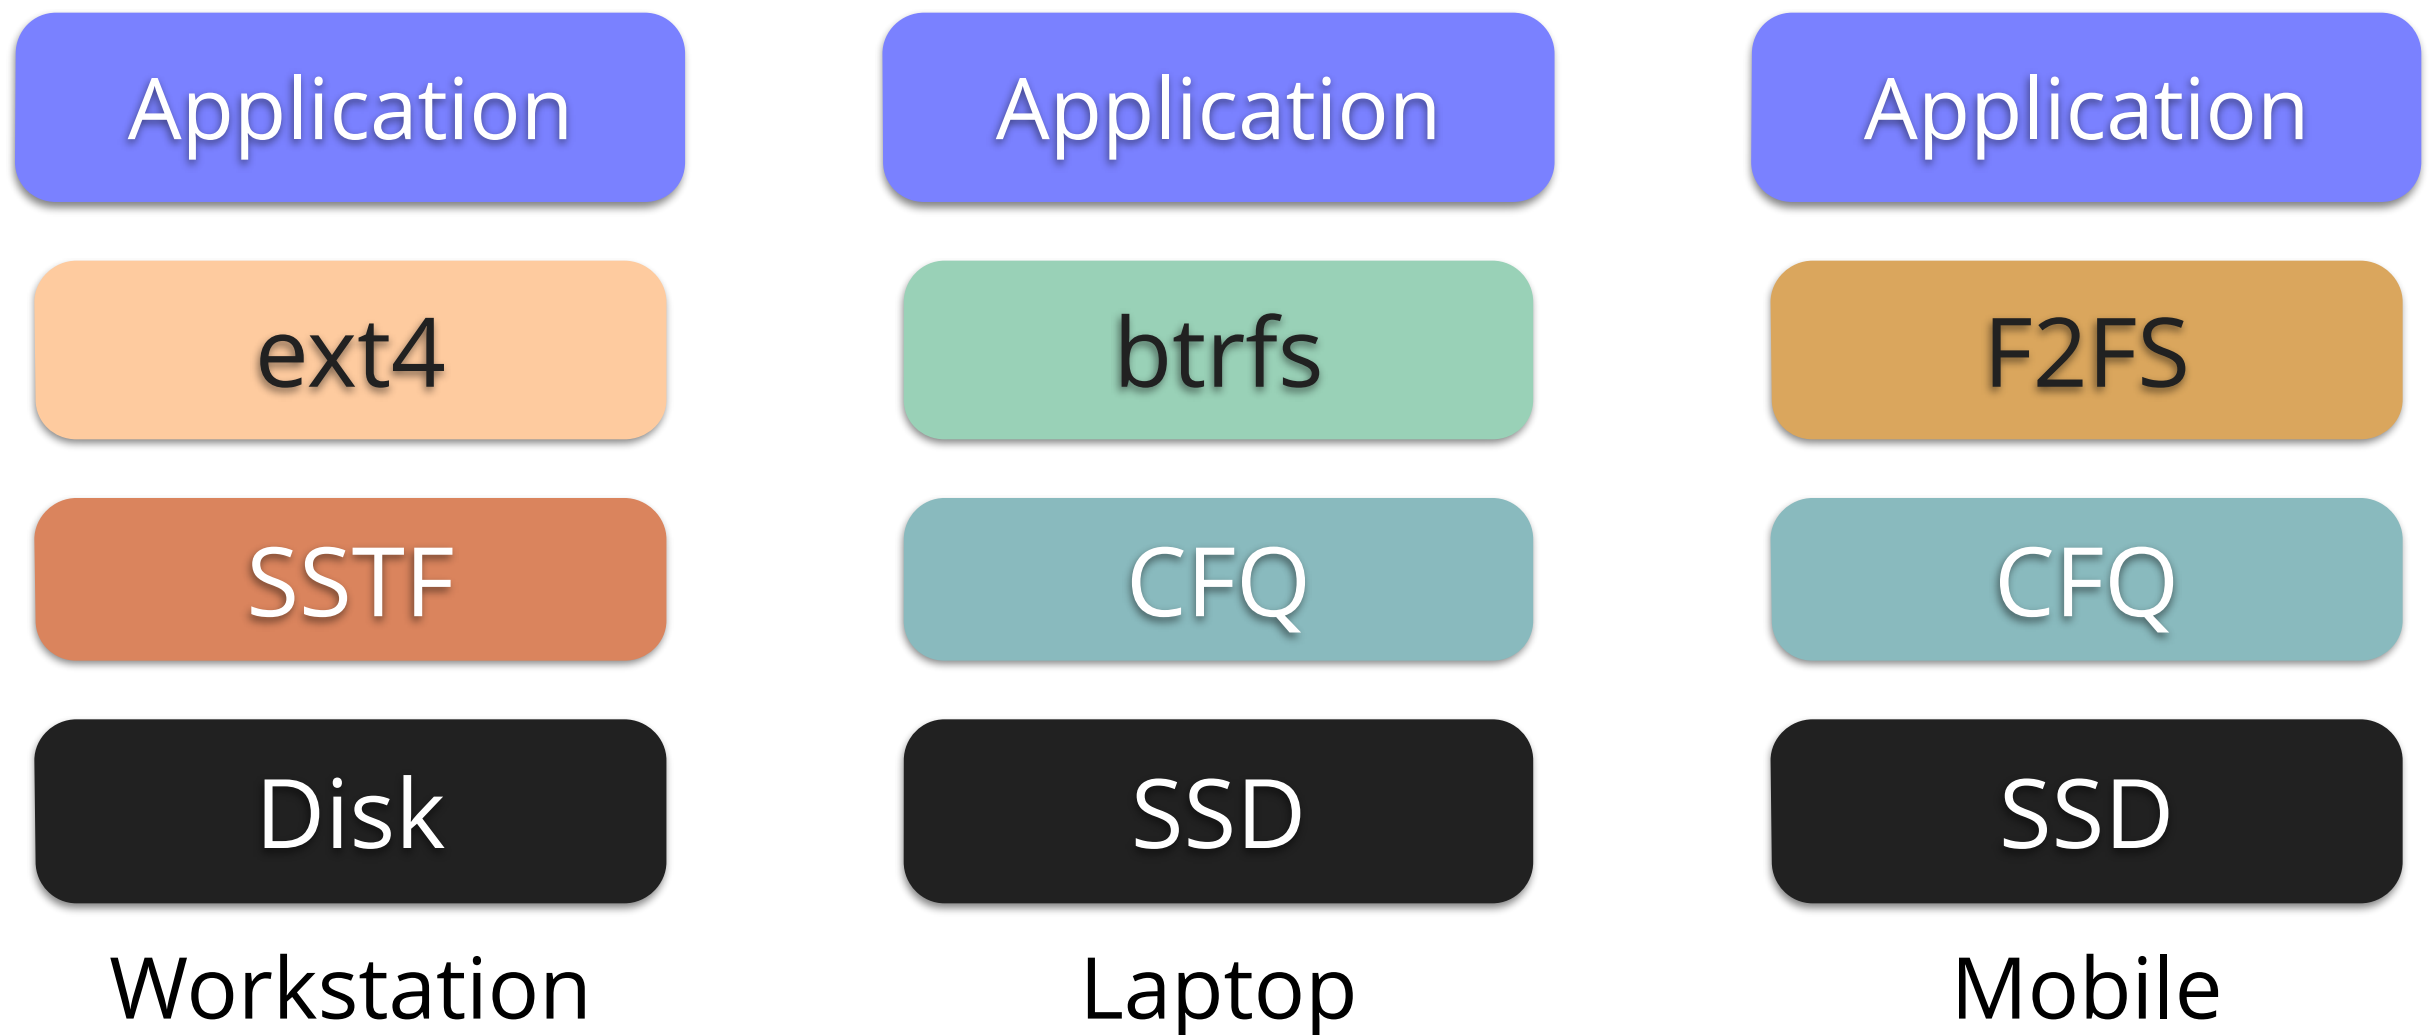 Application
Application
Application
ext4
btrfs
F2FS
SSTF
CFQ
CFQ
Disk
SSD
SSD
Workstation
Laptop
Mobile